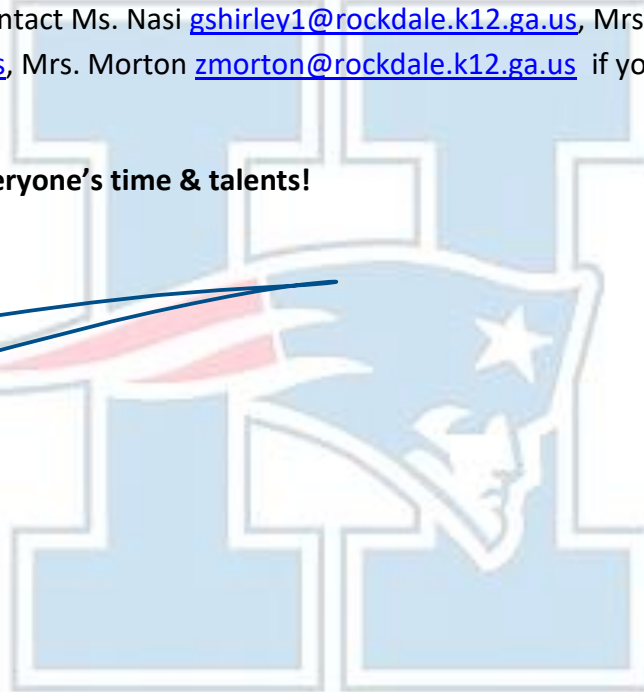 ntact Ms. Nasi gshirley1@rockdale.k12.ga.us, Mrs
s, Mrs. Morton zmorton@rockdale.k12.ga.us if yo
eryone’s time & talents!